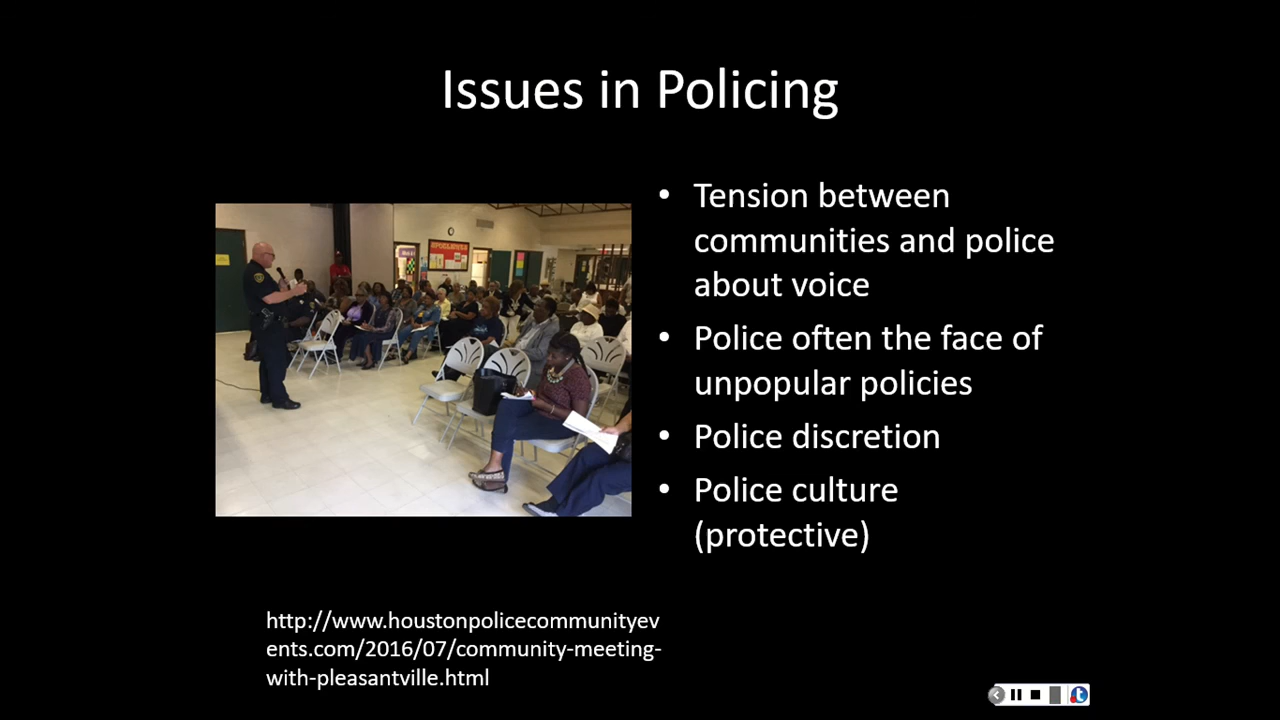 Issues in Policing
• Tension between
communities and police
about voice
• Police often the face of
unpopular policies
• Police discretion
• Police culture
(protective)
http://www.houstonpolicecommunityev
ents.com/2016/07/community-meeting-
with-pleasantville.html